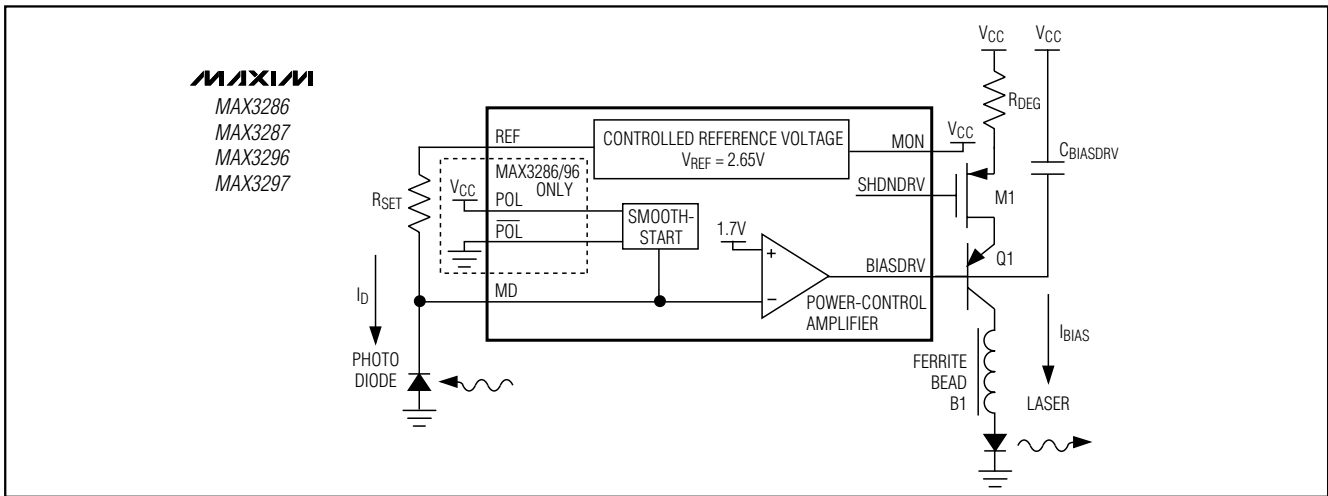 MAXIM
MAX3286
MAX3287
MAX3296
MAX3297
VCC
VCC
RDEG
REF
CONTROLLED REFERENCE VOLTAGE
VREF = 2.65V
MON
VCC
CBIASDRV
MAX3286/96
ONLY
VCC
POL
POL
RSET
SMOOTH-
START
SHDNDRV
M1
1.7V
+
−
Q1
BIASDRV
MD
ID
POWER-CONTROL
AMPLIFIER
IBIAS
PHOTO
DIODE
FERRITE
BEAD
B1
LASER